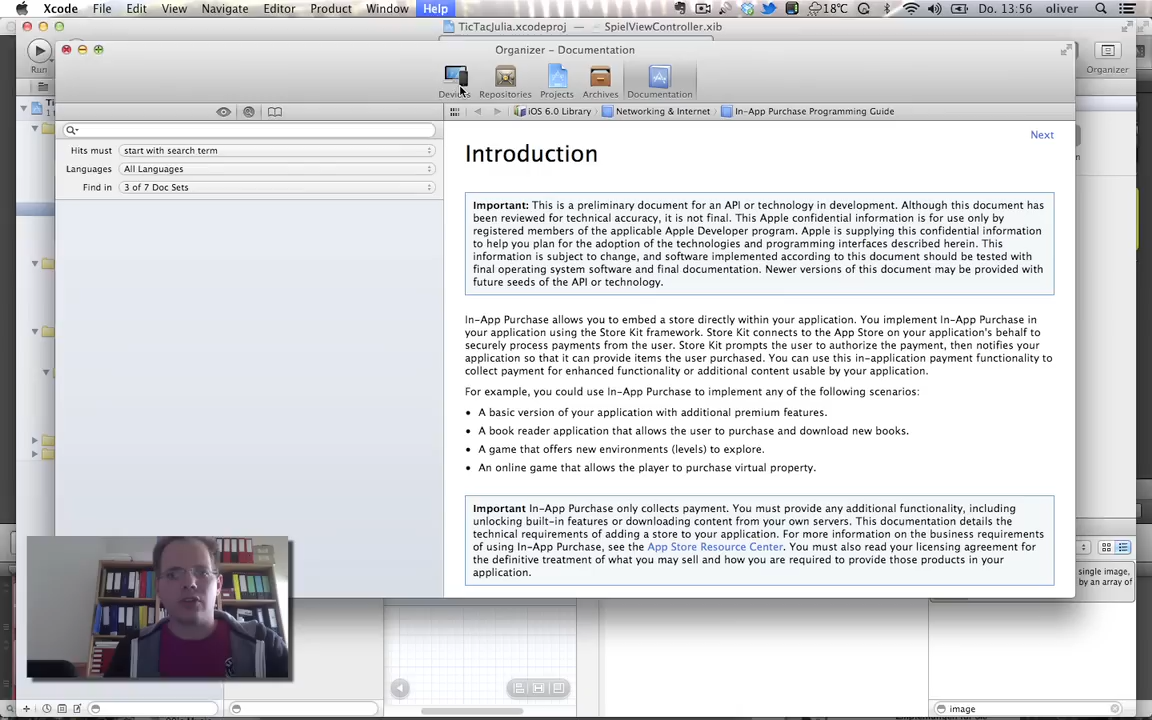 Xcode File Edit View Navigate Editor Product Window Help 18°C Do. 13:56 oliver
TicTacJulia.xcodeproj — SpielViewController.xib
Organizer – Documentation
Run
Organizer
Devices Repositories Projects Archives Documentation
iOS 6.0 Library Networking & Internet In-App Purchase Programming Guide
Next
Hits must start with search term
Languages All Languages
Find in 3 of 7 Doc Sets
Introduction
Important: This is a preliminary document for an API or technology in development. Although this document has
been reviewed for technical accuracy, it is not final. This Apple confidential information is for use only by
registered members of the applicable Apple Developer program. Apple is supplying this confidential information
to help you plan for the adoption of the technologies and programming interfaces described herein. This
information is subject to change, and software implemented according to this document should be tested with
final operating system software and final documentation. Newer versions of this document may be provided with
future seeds of the API or technology.
In-App Purchase allows you to embed a store directly within your application. You implement In-App Purchase in
your application using the Store Kit framework. Store Kit connects to the App Store on your application's behalf to
securely process payments from the user. Store Kit prompts the user to authorize the payment, then notifies your
application so that it can provide items the user purchased. You can use this in-application payment functionality to
collect payment for enhanced functionality or additional content usable by your application.
For example, you could use In-App Purchase to implement any of the following scenarios:
• A basic version of your application with additional premium features.
• A book reader application that allows the user to purchase and download new books.
• A game that offers new environments (levels) to explore.
• An online game that allows the player to purchase virtual property.
Important In-App Purchase only collects payment. You must provide any additional functionality, including
unlocking built-in features or downloading content from your own servers. This documentation details the
technical requirements of adding a store to your application. For more information on the business requirements
of using In-App Purchase, see the App Store Resource Center. You must also read your licensing agreement for
the definitive treatment of what you may sell and how you are required to provide those products in your
application.
single image,
by an array of
image